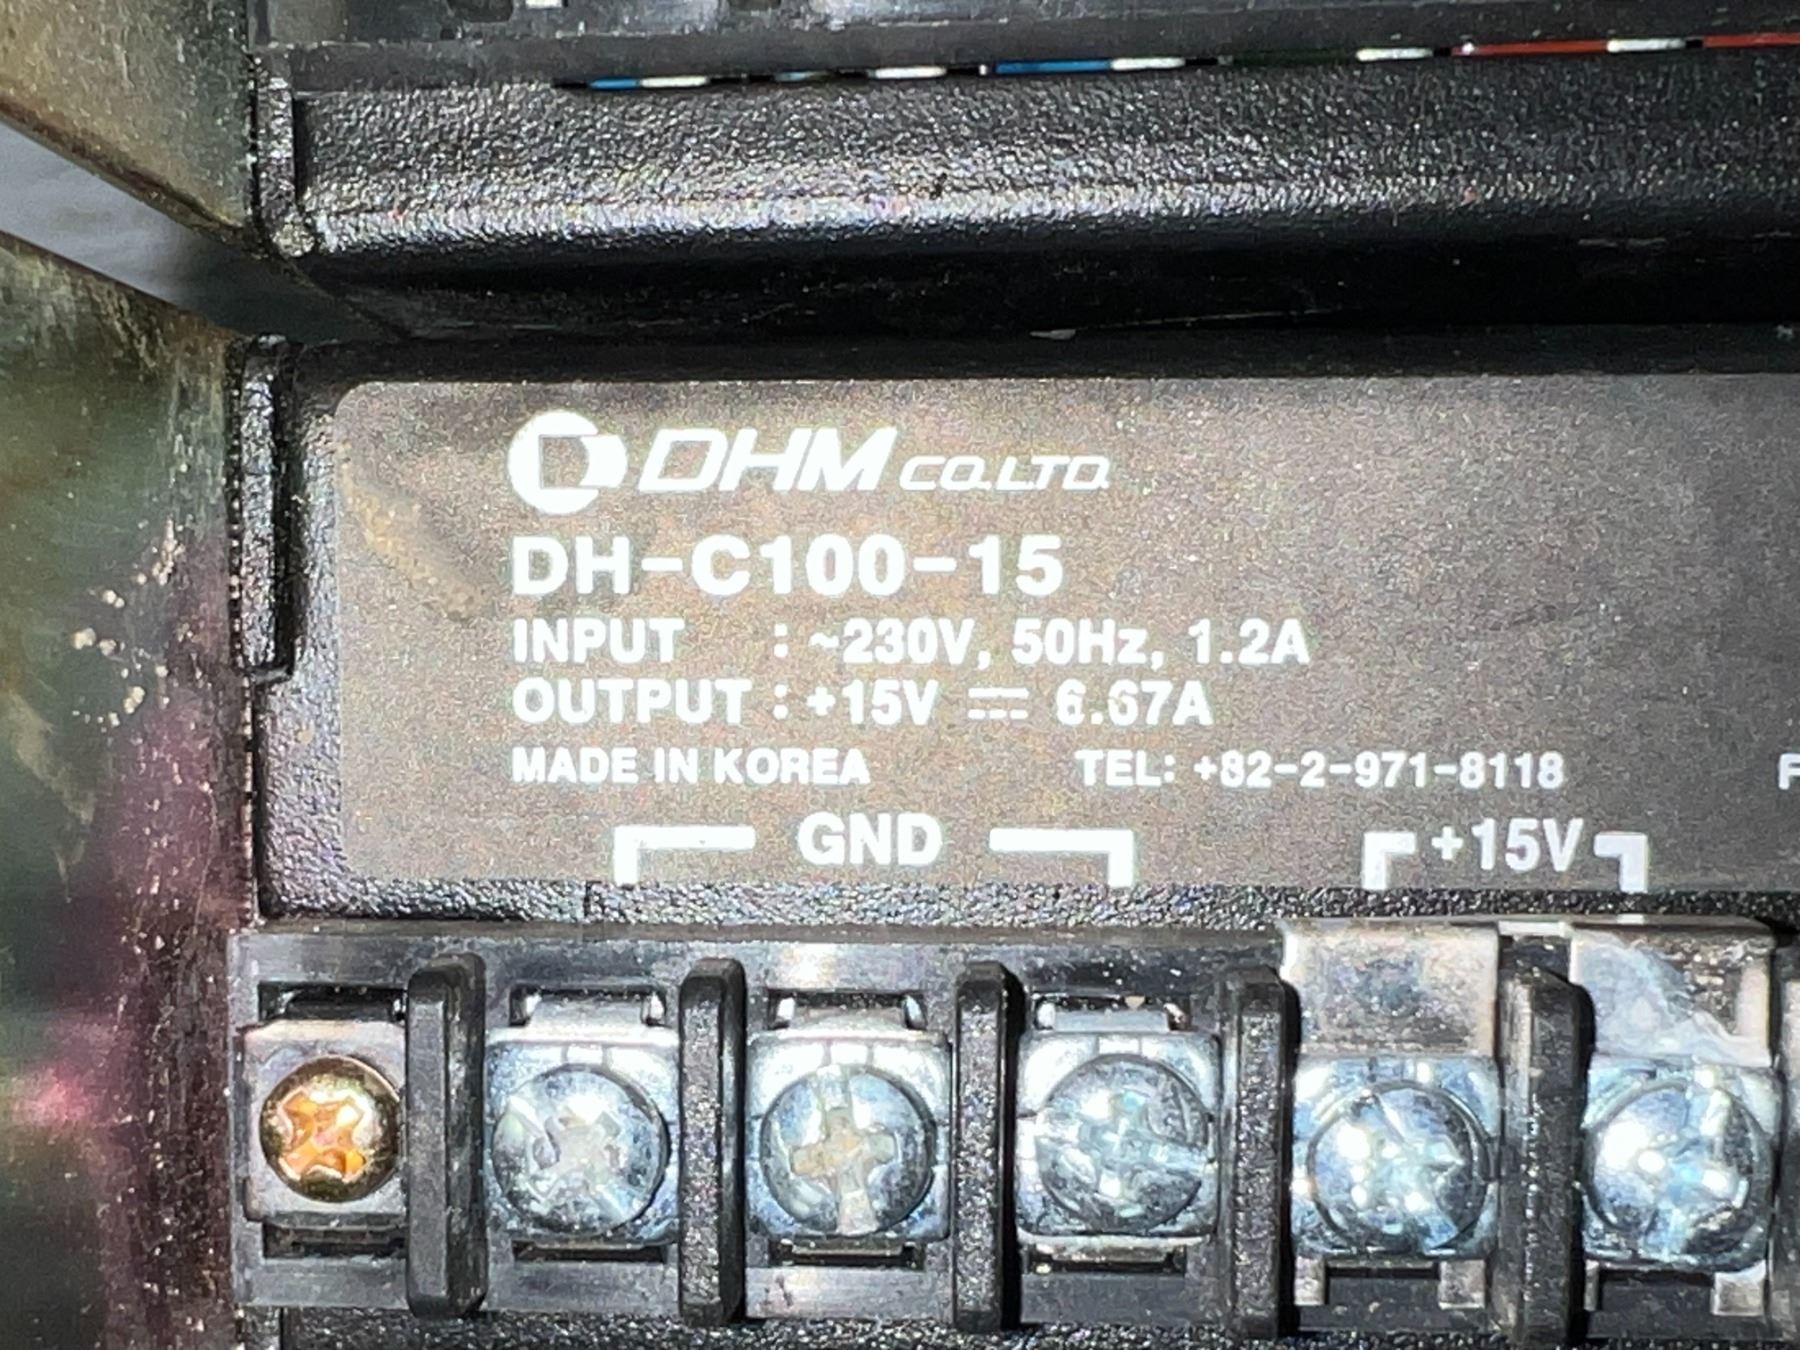 DHM CO.LTD.
DH-C100-15
INPUT : ~230V, 50Hz, 1.2A
OUTPUT : +15V ⎓ 6.67A
MADE IN KOREA TEL: +82-2-971-8118
GND +15V